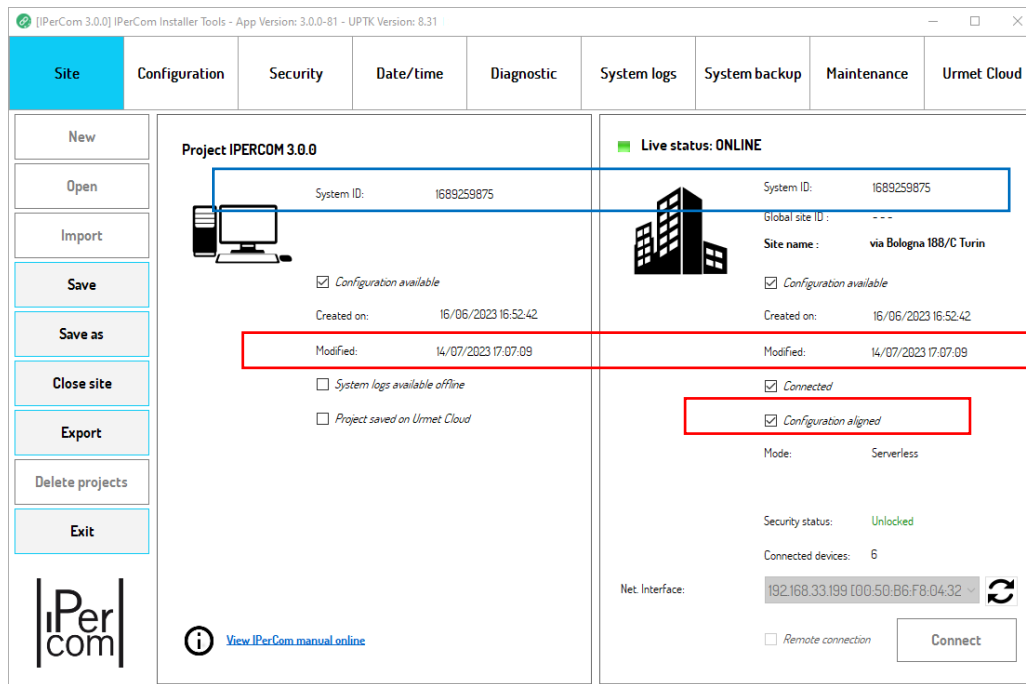 [IPerCom 3.0.0] IPerCom Installer Tools - App Version: 3.0.0-81 - UPTK Version: 8.31
Site Configuration Security Date/time Diagnostic System logs System backup Maintenance Urmet Cloud
New
Open
Import
Save
Save as
Close site
Export
Delete projects
Exit
IPer
com
Project IPERCOM 3.0.0
System ID: 1689259875
Configuration available
Created on: 16/06/2023 16:52:42
Modified: 14/07/2023 17:07:09
System logs available offline
Project saved on Urmet Cloud
View IPerCom manual online
Live status: ONLINE
System ID: 1689259875
Global site ID : - - -
Site name : via Bologna 188/C Turin
Configuration available
Created on: 16/06/2023 16:52:42
Modified: 14/07/2023 17:07:09
Connected
Configuration aligned
Mode: Serverless
Security status: Unlocked
Connected devices: 6
Net. Interface: 192.168.33.199 [00:50:B6:F8:04:32
Remote connection
Connect